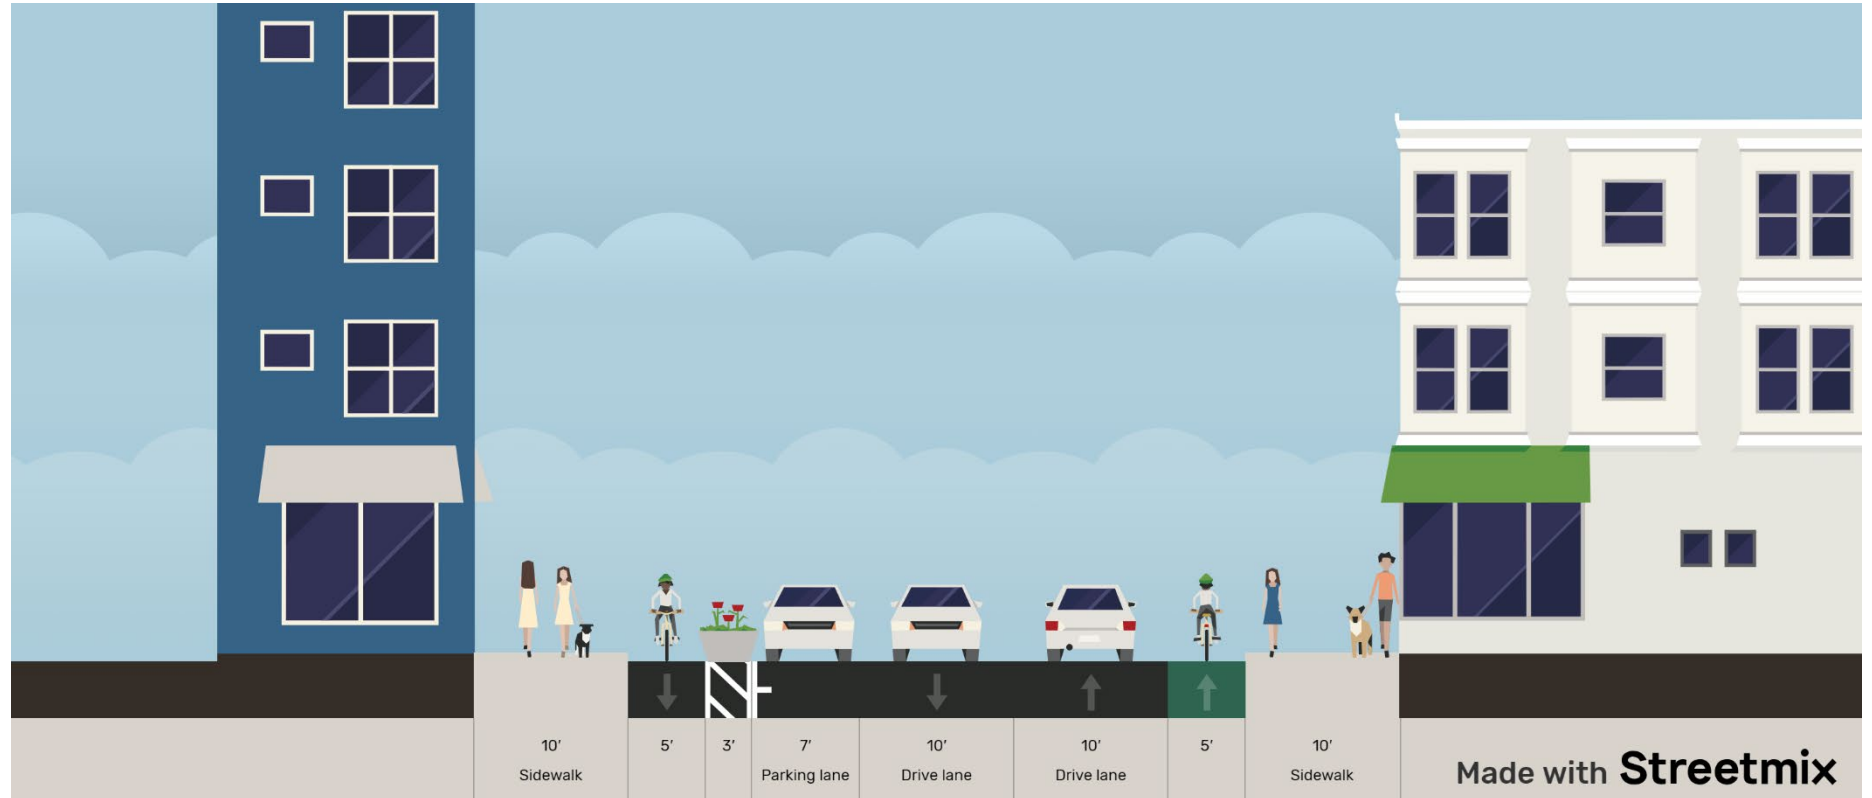 10′
Sidewalk
5′
3′
7′
Parking lane
10′
Drive lane
10′
Drive lane
5′
10′
Sidewalk
Made with Streetmix